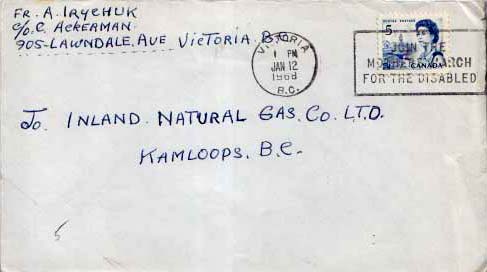 FR. A. IRYCHUK
C/O. C. ACKERMAN.
905-LAWNDALE. AVE VICTORIA. B.C.
VICTORIA
PM
JAN 12
1968
B.C.
5
CANADA
JOIN THE
MOTHERS' MARCH
FOR THE DISABLED
To. INLAND. NATURAL GAS. Co. LTD.
KAMLOOPS. B.C.